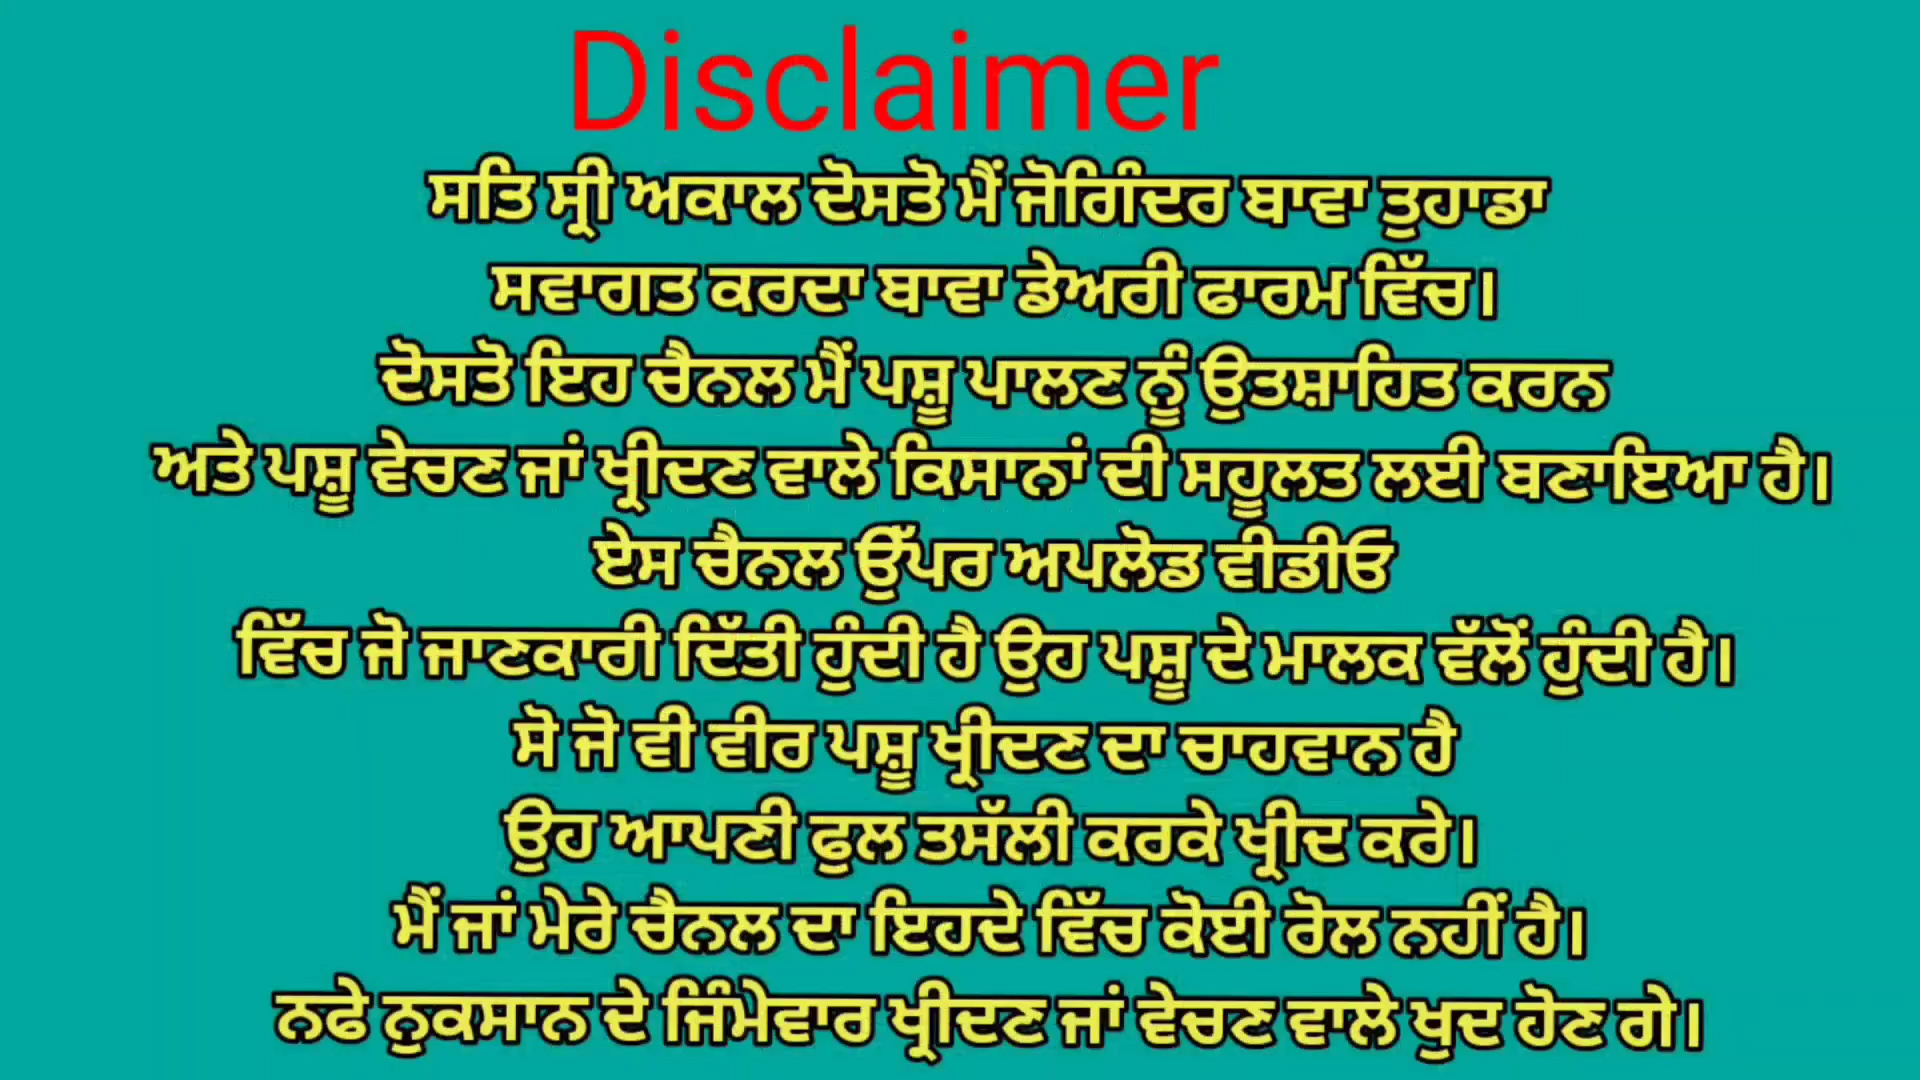 Disclaimer
ਸਤਿ ਸ੍ਰੀ ਅਕਾਲ ਦੋਸਤੋ ਮੈਂ ਜੋਗਿੰਦਰ ਬਾਵਾ ਤੁਹਾਡਾ
ਸਵਾਗਤ ਕਰਦਾ ਬਾਵਾ ਡੇਅਰੀ ਫਾਰਮ ਵਿੱਚ।
ਦੋਸਤੋ ਇਹ ਚੈਨਲ ਮੈਂ ਪਸ਼ੂ ਪਾਲਣ ਨੂੰ ਉਤਸ਼ਾਹਿਤ ਕਰਨ
ਅਤੇ ਪਸ਼ੂ ਵੇਚਣ ਜਾਂ ਖ੍ਰੀਦਣ ਵਾਲੇ ਕਿਸਾਨਾਂ ਦੀ ਸਹੂਲਤ ਲਈ ਬਣਾਇਆ ਹੈ।
ਏਸ ਚੈਨਲ ਉੱਪਰ ਅਪਲੋਡ ਵੀਡੀਓ
ਵਿੱਚ ਜੋ ਜਾਣਕਾਰੀ ਦਿੱਤੀ ਹੁੰਦੀ ਹੈ ਉਹ ਪਸ਼ੂ ਦੇ ਮਾਲਕ ਵੱਲੋਂ ਹੁੰਦੀ ਹੈ।
ਸੋ ਜੋ ਵੀ ਵੀਰ ਪਸ਼ੂ ਖ੍ਰੀਦਣ ਦਾ ਚਾਹਵਾਨ ਹੈ
ਉਹ ਆਪਣੀ ਫੁਲ ਤਸੱਲੀ ਕਰਕੇ ਖ੍ਰੀਦ ਕਰੇ।
ਮੈਂ ਜਾਂ ਮੇਰੇ ਚੈਨਲ ਦਾ ਇਹਦੇ ਵਿੱਚ ਕੋਈ ਰੋਲ ਨਹੀਂ ਹੈ।
ਨਫੇ ਨੁਕਸਾਨ ਦੇ ਜਿੰਮੇਵਾਰ ਖ੍ਰੀਦਣ ਜਾਂ ਵੇਚਣ ਵਾਲੇ ਖੁਦ ਹੋਣ ਗੇ।